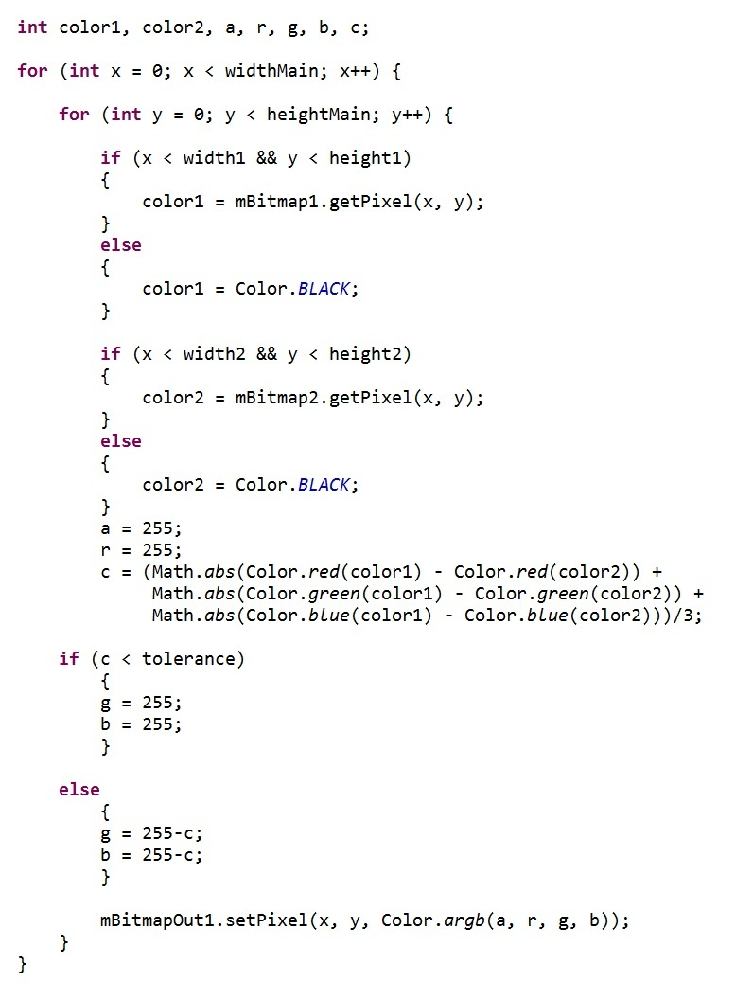 int color1, color2, a, r, g, b, c;
for (int x = 0; x < widthMain; x++) {
for (int y = 0; y < heightMain; y++) {
if (x < width1 && y < height1)
{
color1 = mBitmap1.getPixel(x, y);
}
else
{
color1 = Color.BLACK;
}
if (x < width2 && y < height2)
{
color2 = mBitmap2.getPixel(x, y);
}
else
{
color2 = Color.BLACK;
}
a = 255;
r = 255;
c = (Math.abs(Color.red(color1) - Color.red(color2)) +
Math.abs(Color.green(color1) - Color.green(color2)) +
Math.abs(Color.blue(color1) - Color.blue(color2)))/3;
if (c < tolerance)
{
g = 255;
b = 255;
}
else
{
g = 255-c;
b = 255-c;
}
mBitmapOut1.setPixel(x, y, Color.argb(a, r, g, b));
}
}